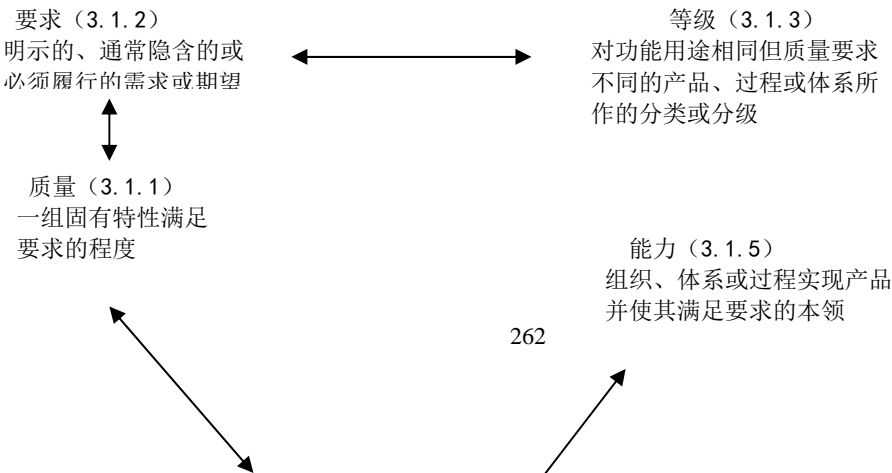 要求（3.1.2）
明示的、通常隐含的或
必须履行的需求或期望
等级（3.1.3）
对功能用途相同但质量要求
不同的产品、过程或体系所
作的分类或分级
质量（3.1.1）
一组固有特性满足
要求的程度
能力（3.1.5）
组织、体系或过程实现产品
并使其满足要求的本领
262